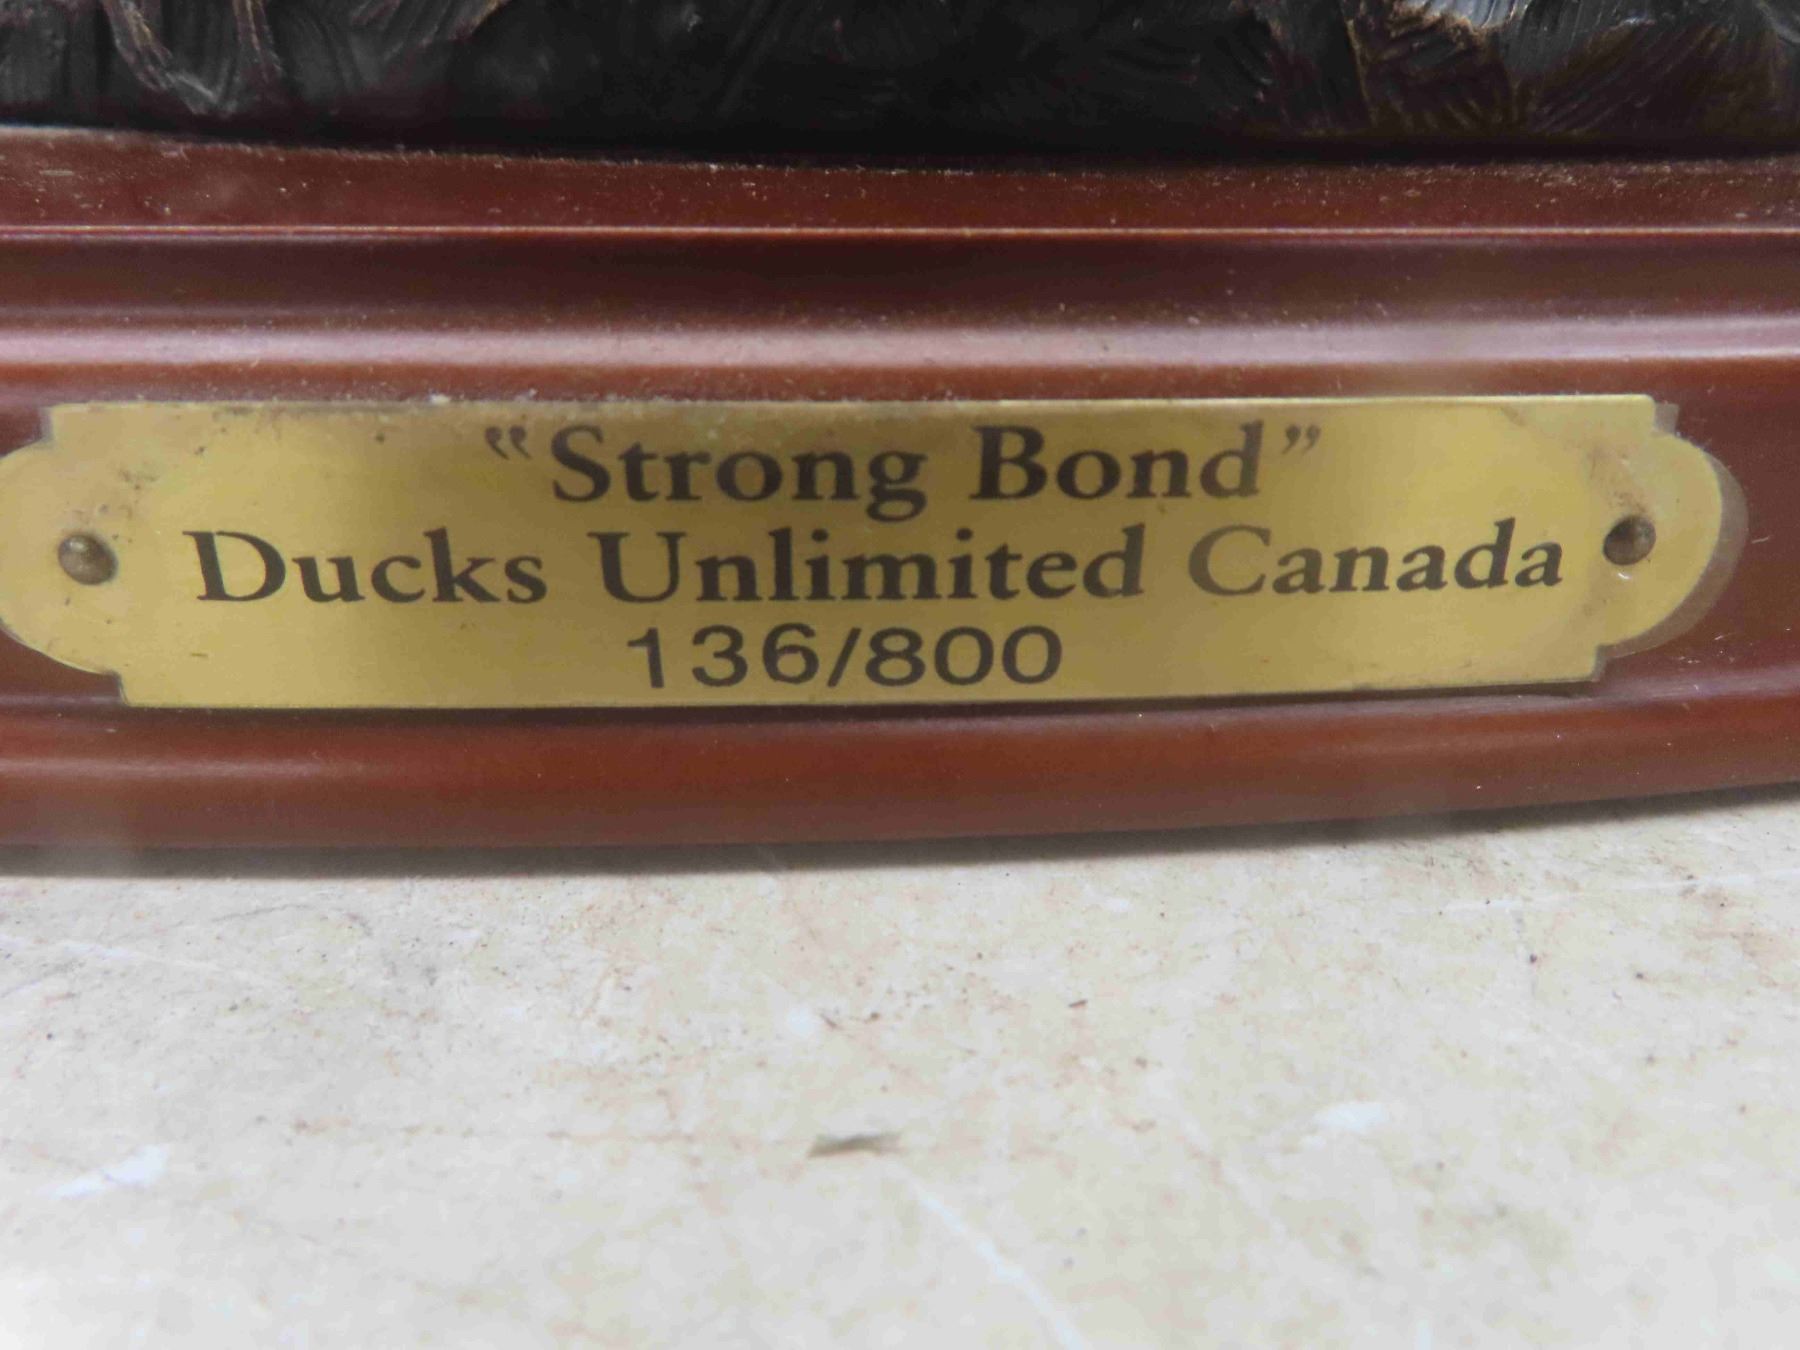 “Strong Bond”
Ducks Unlimited Canada
136/800